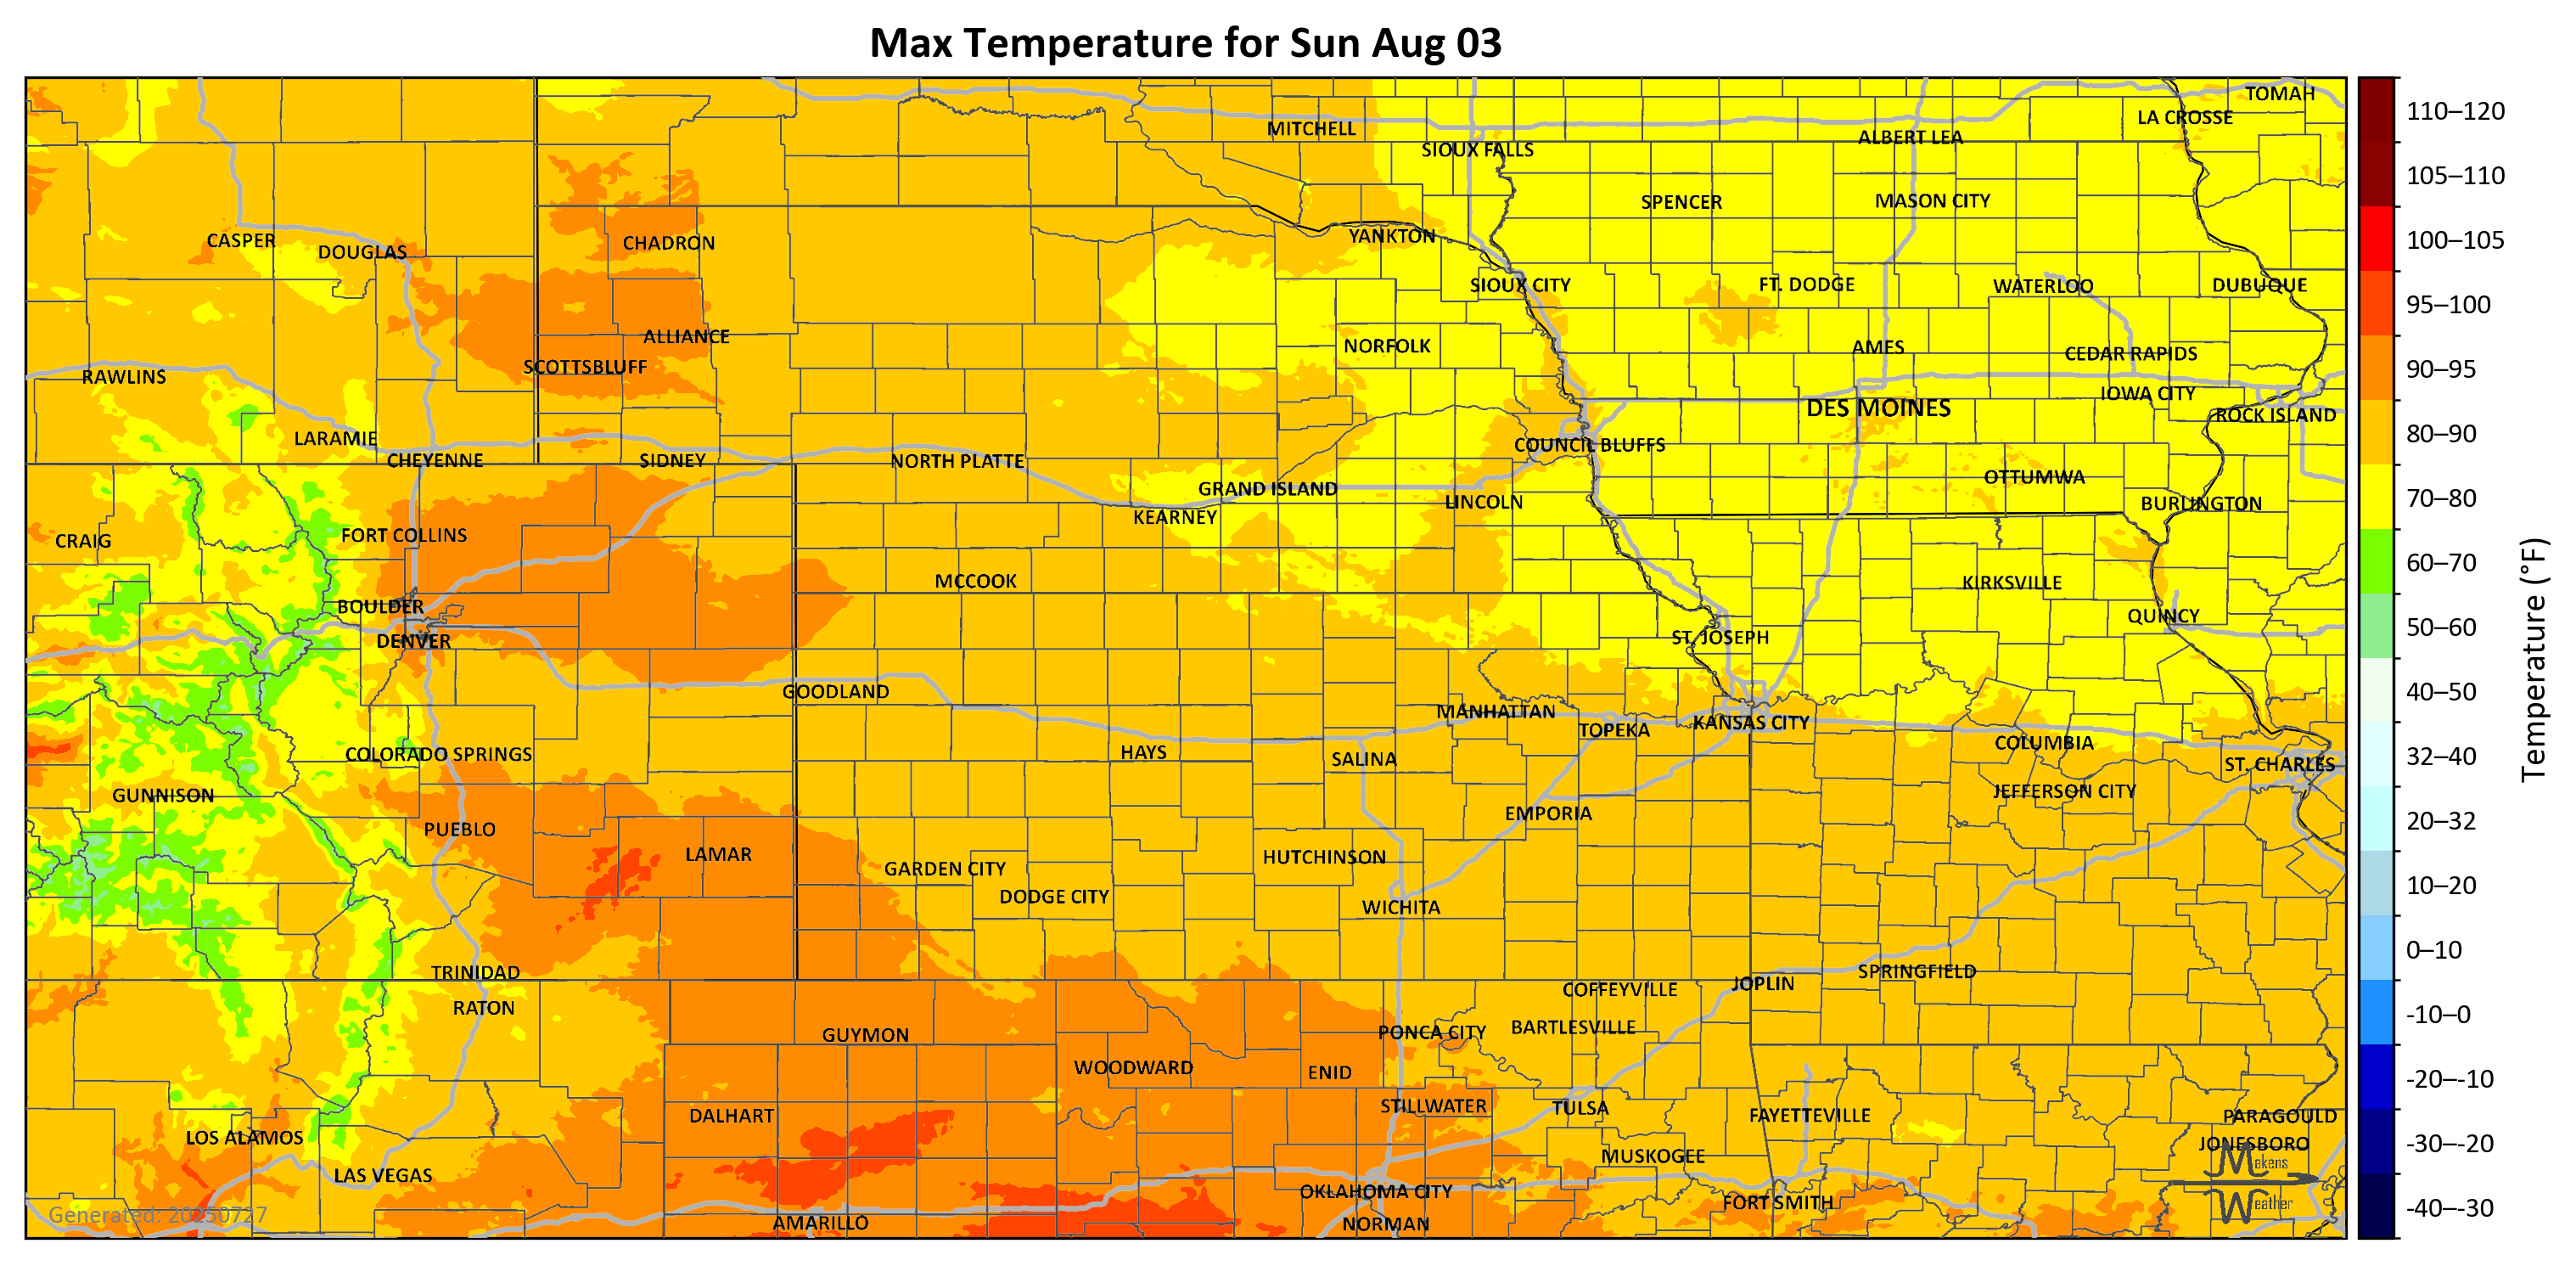 Max Temperature for Sun Aug 03
TOMAH
LA CROSSE
MITCHELL
ALBERT LEA
SIOUX FALLS
SPENCER
MASON CITY
CASPER
DOUGLAS
CHADRON
YANKTON
SIOUX CITY
FT. DODGE
WATERLOO
DUBUQUE
ALLIANCE
NORFOLK
AMES
CEDAR RAPIDS
SCOTTSBLUFF
RAWLINS
IOWA CITY
DES MOINES
ROCK ISLAND
LARAMIE
COUNCIL BLUFFS
CHEYENNE
SIDNEY
NORTH PLATTE
OTTUMWA
GRAND ISLAND
LINCOLN
BURLINGTON
KEARNEY
FORT COLLINS
CRAIG
MCCOOK
KIRKSVILLE
BOULDER
QUINCY
DENVER
ST. JOSEPH
GOODLAND
MANHATTAN
KANSAS CITY
TOPEKA
COLUMBIA
COLORADO SPRINGS
HAYS
SALINA
ST. CHARLES
GUNNISON
JEFFERSON CITY
EMPORIA
PUEBLO
LAMAR
HUTCHINSON
GARDEN CITY
DODGE CITY
WICHITA
TRINIDAD
SPRINGFIELD
JOPLIN
COFFEYVILLE
RATON
BARTLESVILLE
PONCA CITY
GUYMON
WOODWARD
ENID
STILLWATER
TULSA
DALHART
FAYETTEVILLE
PARAGOULD
LOS ALAMOS
JONESBORO
MUSKOGEE
LAS VEGAS
OKLAHOMA CITY
FORT SMITH
AMARILLO
NORMAN
Makens
Weather
Generated: 20250727
110–120
105–110
100–105
95–100
90–95
80–90
70–80
60–70
50–60
40–50
32–40
20–32
10–20
0–10
-10–0
-20–-10
-30–-20
-40–-30
Temperature (°F)